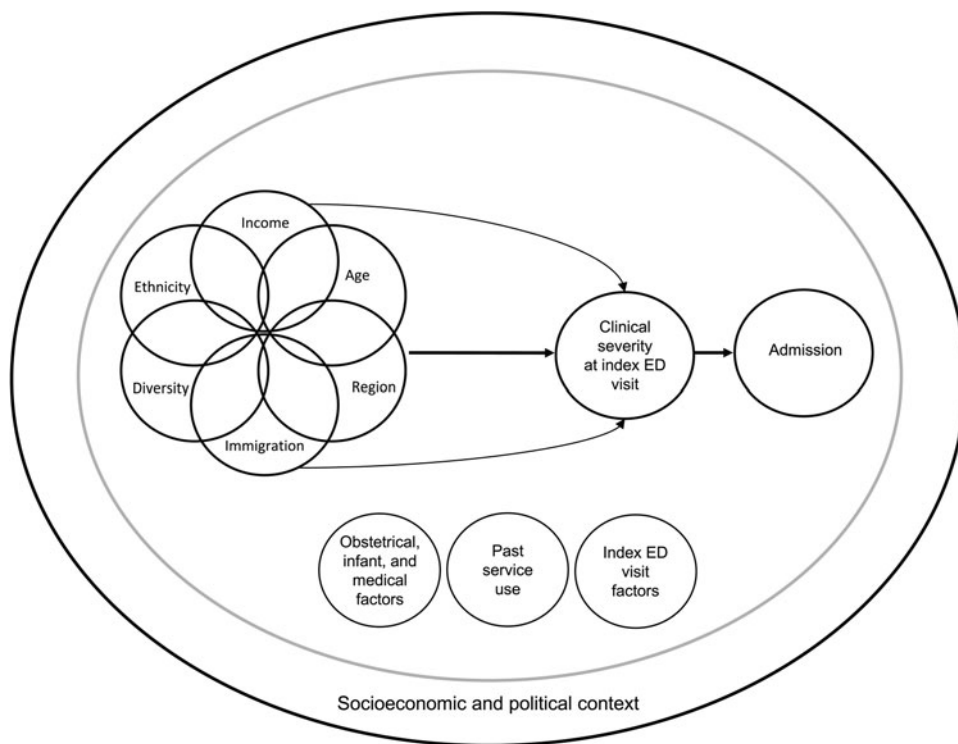 Income
Ethnicity
Age
Diversity
Region
Immigration
Clinical
severity
at index ED
visit
Admission
Obstetrical,
infant, and
medical
factors
Past
service
use
Index ED
visit
factors
Socioeconomic and political context